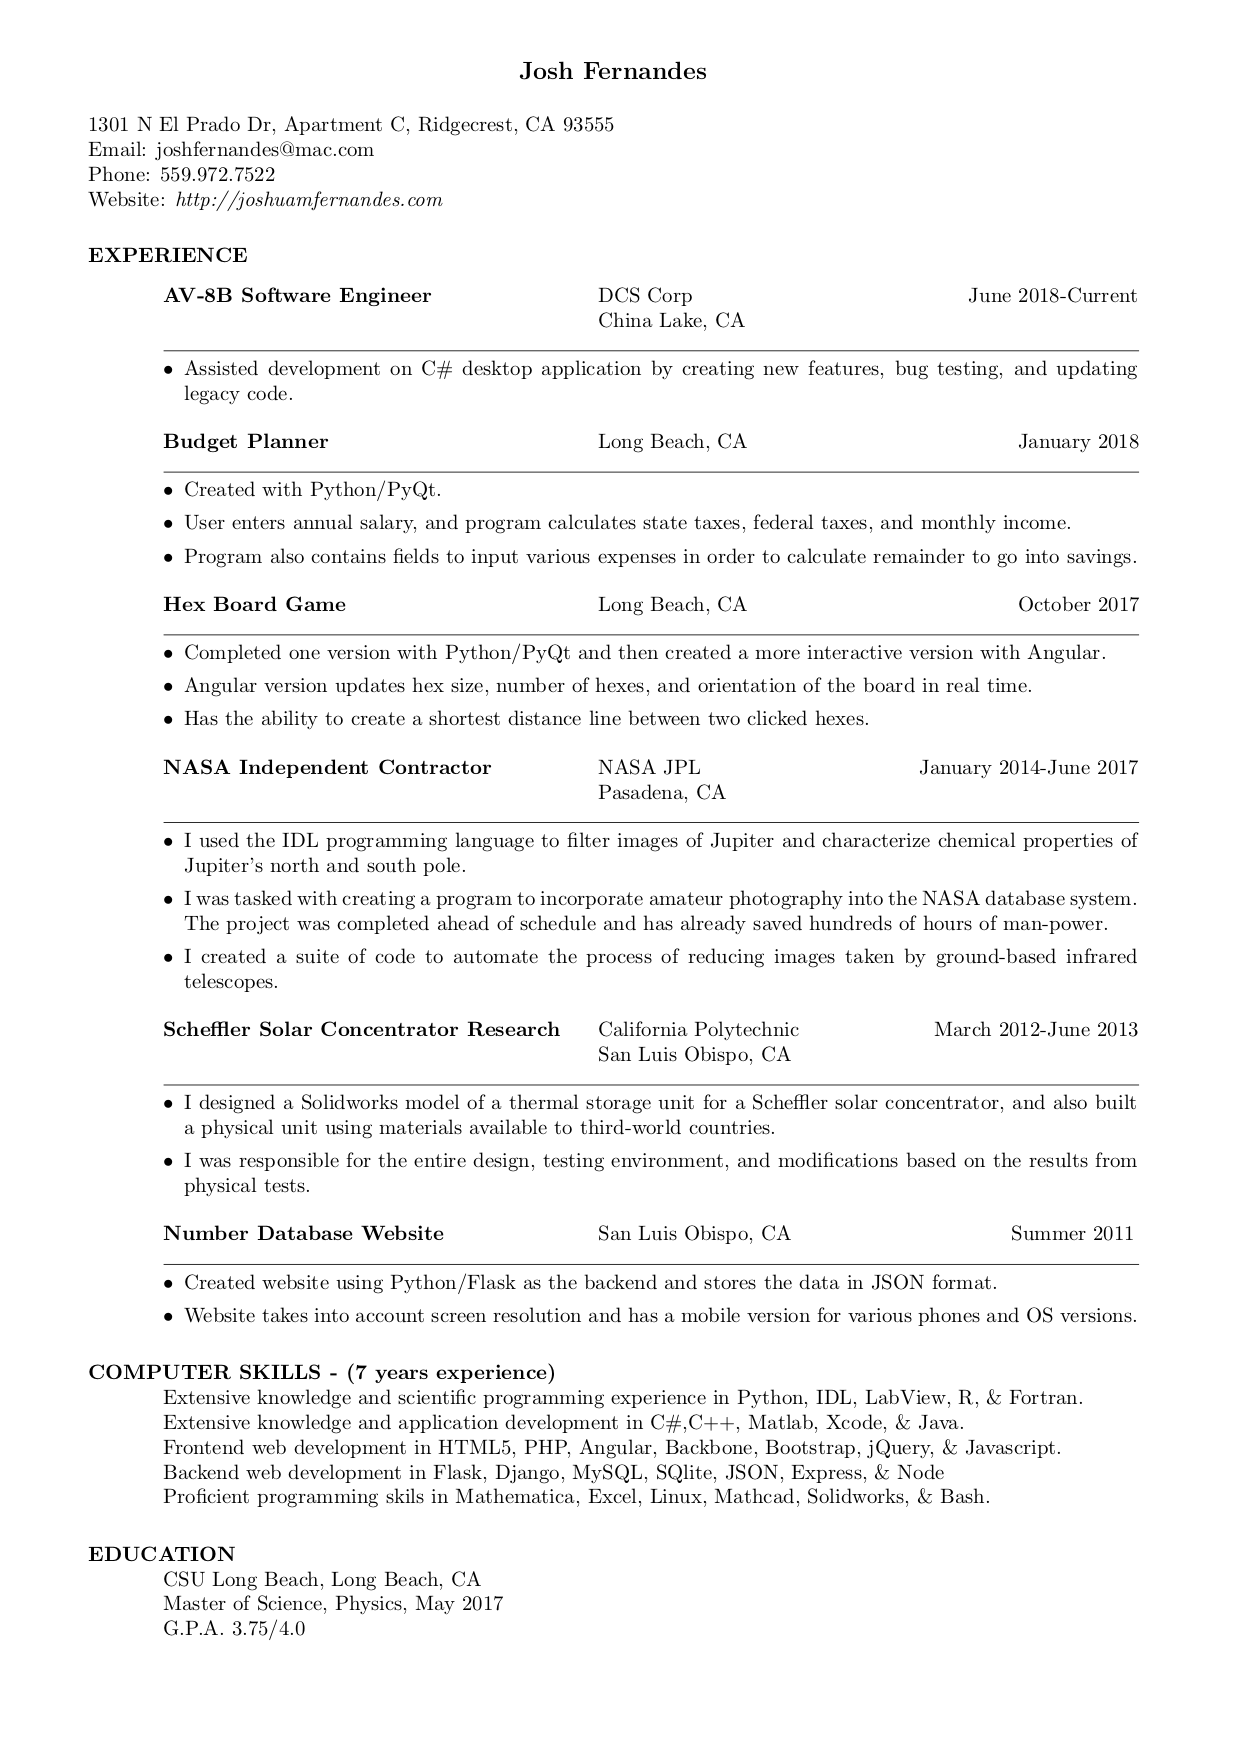 Josh Fernandes
1301 N El Prado Dr, Apartment C, Ridgecrest, CA 93555
Email: joshfernandes@mac.com
Phone: 559.972.7522
Website: http://joshuamfernandes.com
EXPERIENCE
AV-8B Software Engineer DCS Corp June 2018-Current
China Lake, CA
• Assisted development on C# desktop application by creating new features, bug testing, and updating
legacy code.
Budget Planner Long Beach, CA January 2018
• Created with Python/PyQt.
• User enters annual salary, and program calculates state taxes, federal taxes, and monthly income.
• Program also contains fields to input various expenses in order to calculate remainder to go into savings.
Hex Board Game Long Beach, CA October 2017
• Completed one version with Python/PyQt and then created a more interactive version with Angular.
• Angular version updates hex size, number of hexes, and orientation of the board in real time.
• Has the ability to create a shortest distance line between two clicked hexes.
NASA Independent Contractor NASA JPL January 2014-June 2017
Pasadena, CA
• I used the IDL programming language to filter images of Jupiter and characterize chemical properties of
Jupiter's north and south pole.
• I was tasked with creating a program to incorporate amateur photography into the NASA database system.
The project was completed ahead of schedule and has already saved hundreds of hours of man-power.
• I created a suite of code to automate the process of reducing images taken by ground-based infrared
telescopes.
Scheffler Solar Concentrator Research California Polytechnic March 2012-June 2013
San Luis Obispo, CA
• I designed a Solidworks model of a thermal storage unit for a Scheffler solar concentrator, and also built
a physical unit using materials available to third-world countries.
• I was responsible for the entire design, testing environment, and modifications based on the results from
physical tests.
Number Database Website San Luis Obispo, CA Summer 2011
• Created website using Python/Flask as the backend and stores the data in JSON format.
• Website takes into account screen resolution and has a mobile version for various phones and OS versions.
COMPUTER SKILLS - (7 years experience)
Extensive knowledge and scientific programming experience in Python, IDL, LabView, R, & Fortran.
Extensive knowledge and application development in C#,C++, Matlab, Xcode, & Java.
Frontend web development in HTML5, PHP, Angular, Backbone, Bootstrap, jQuery, & Javascript.
Backend web development in Flask, Django, MySQL, SQlite, JSON, Express, & Node
Proficient programming skils in Mathematica, Excel, Linux, Mathcad, Solidworks, & Bash.
EDUCATION
CSU Long Beach, Long Beach, CA
Master of Science, Physics, May 2017
G.P.A. 3.75/4.0